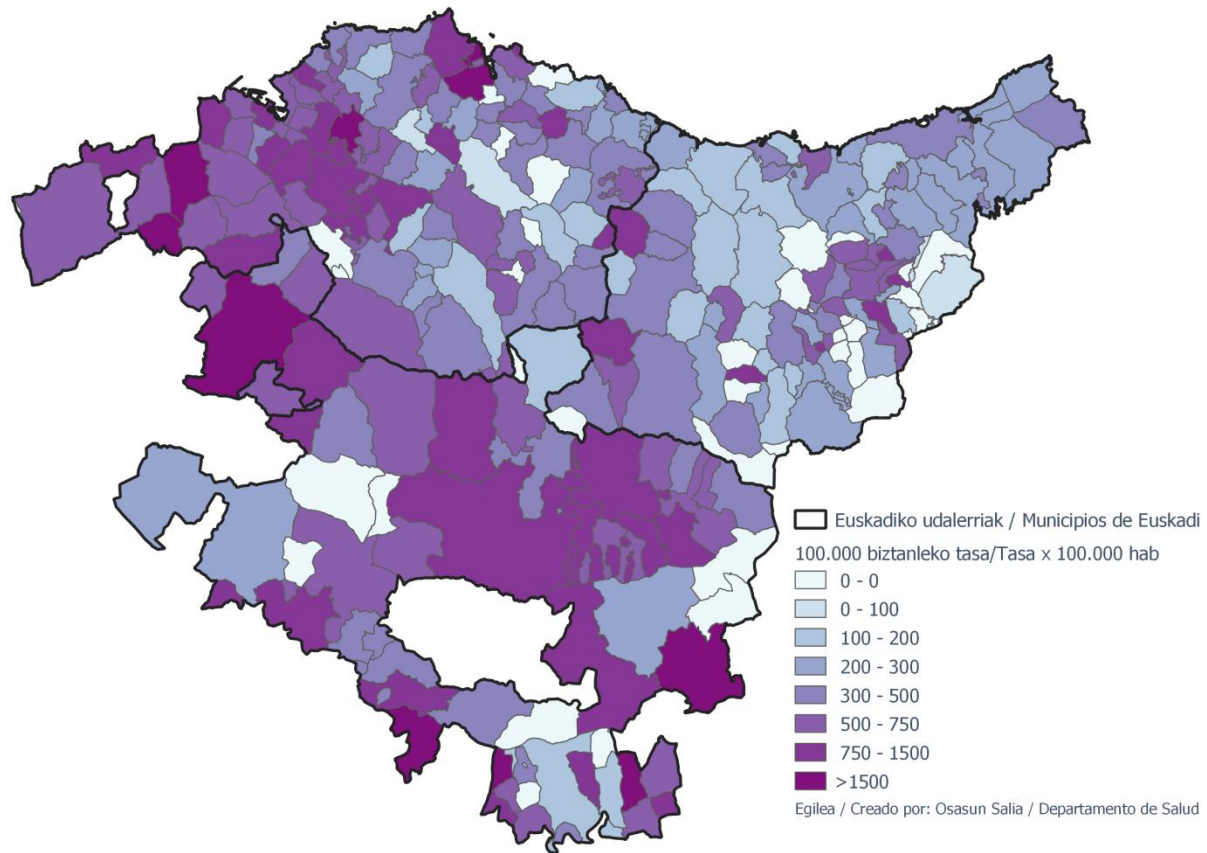 Euskadiko udalerriak / Municipios de Euskadi
100.000 biztanleko tasa/Tasa x 100.000 hab
0 - 0
0 - 100
100 - 200
200 - 300
300 - 500
500 - 750
750 - 1500
>1500
Egilea / Creado por: Osasun Salia / Departamento de Salud